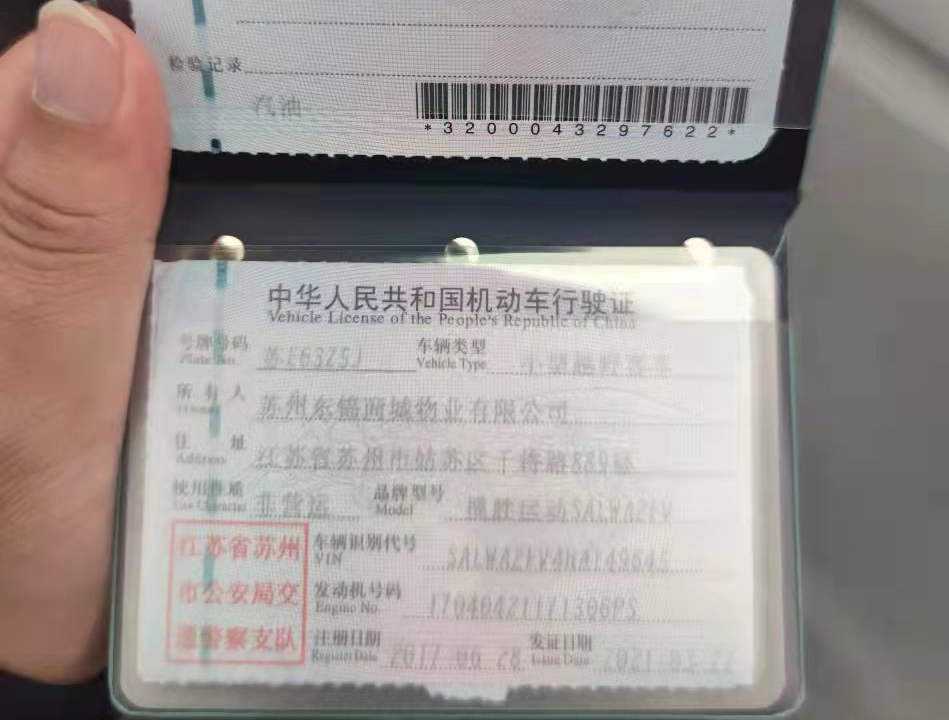 检验记录
汽油
*3200043297622*
中华人民共和国机动车行驶证
Vehicle License of the People's Republic of China
号牌号码 苏E63Z5J 车辆类型 小型越野客车
Plate No. Vehicle Type
所有人 苏州东锦商城物业有限公司
Owner
住址 江苏省苏州市姑苏区干将路889号
Address
使用性质 非营运 品牌型号 揽胜运动SALWA2FV
Use Character Model
江苏省苏州 车辆识别代号
VIN
市公安局交 发动机号码 17040421171306PS
Engine No.
通警察支队 注册日期 2017 06 28 发证日期
Register Date Issue Date